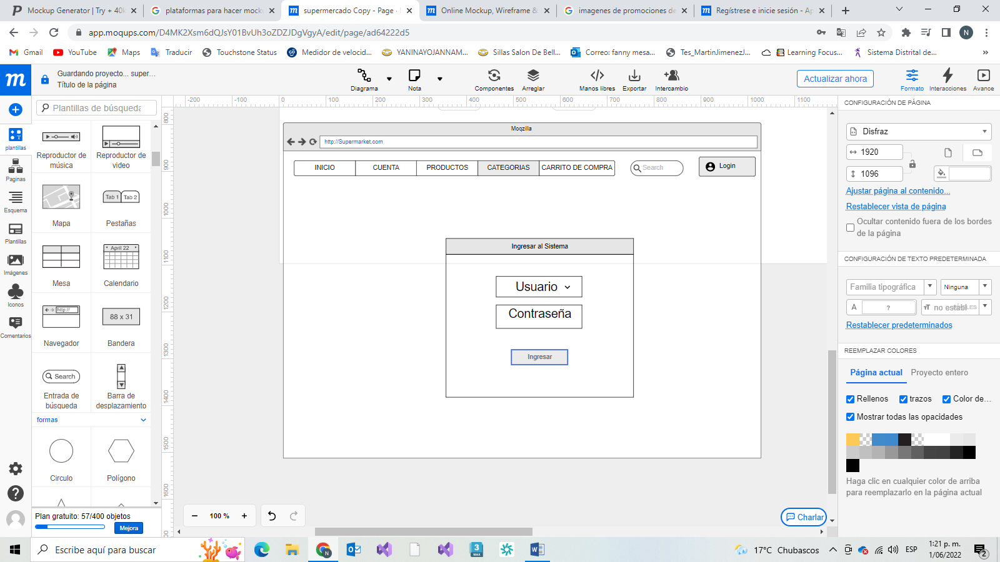 Mockup Generator | Try + 40k
plataformas para hacer mocku
supermercado Copy - Page
Online Mockup, Wireframe &
imagenes de promociones de
Regístrese e inicie sesión - Ap
app.moqups.com/D4MK2Xsm6dQJsY01BvUh3oZDZJDgVgyA/edit/page/ad64222d5
N
Gmail
YouTube
Maps
Traducir
Touchstone Status
Medidor de velocid...
YANINAYOJANNAM...
Sillas Salon De Bell...
Correo: fanny mesa...
Tes_MartinJimenezJ...
Learning Focus...
Sistema Distrital de...
»
m
Guardando proyecto... super...
Título de la página
Diagrama
Nota
Componentes
Arreglar
Manos libres
Exportar
Intercambio
Actualizar ahora
Formato
Interacciones
Avance
plantillas
Paginas
Esquema
Plantillas
Imágenes
Iconos
Comentarios
Plantillas de búsqueda
Reproductor de música
Reproductor de video
Mapa
Tab 1
Tab 2
Pestañas
Mesa
April 22
Calendario
http://
Navegador
88 x 31
Bandera
Search
Entrada de búsqueda
Barra de desplazamiento
formas
Circulo
Polígono
Plan gratuito: 57/400 objetos
Mejora
-200
-100
0
100
200
300
400
500
600
700
800
900
1000
1100
800
900
1000
1100
1200
1300
1400
1500
1600
Moqzilla
http://Supermarket.com
INICIO
CUENTA
PRODUCTOS
CATEGORIAS
CARRITO DE COMPRA
Search
Login
Ingresar al Sistema
Usuario
Contraseña
Ingresar
100 %
Charlar
CONFIGURACIÓN DE PÁGINA
Disfraz
1920
1096
Ajustar página al contenido...
Restablecer vista de página
Ocultar contenido fuera de los bordes
de la página
CONFIGURACIÓN DE TEXTO PREDETERMINADA
Familia tipográfica
Ninguna
A
?
no establ
Restablecer predeterminados
REEMPLAZAR COLORES
Página actual
Proyecto entero
Rellenos
trazos
Color de...
Mostrar todas las opacidades
Haga clic en cualquier color de arriba
para reemplazarlo en la página actual
Escribe aquí para buscar
17°C Chubascos
ESP
1:21 p. m.
1/06/2022
2